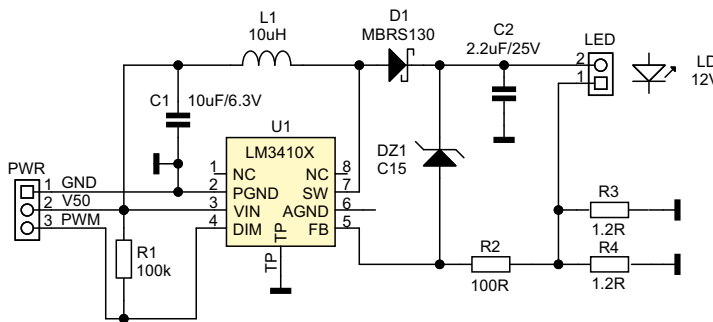 L1
10uH
D1
MBRS130
C2
2.2uF/25V
LED
2
1
LD
12V
C1
10uF/6.3V
U1
LM3410X
1
NC
NC
8
2
PGND
SW
7
3
VIN
AGND
6
4
DIM
FB
5
TP
TP
PWR
1
GND
2
V50
3
PWM
R1
100k
DZ1
C15
R2
100R
R3
1.2R
R4
1.2R